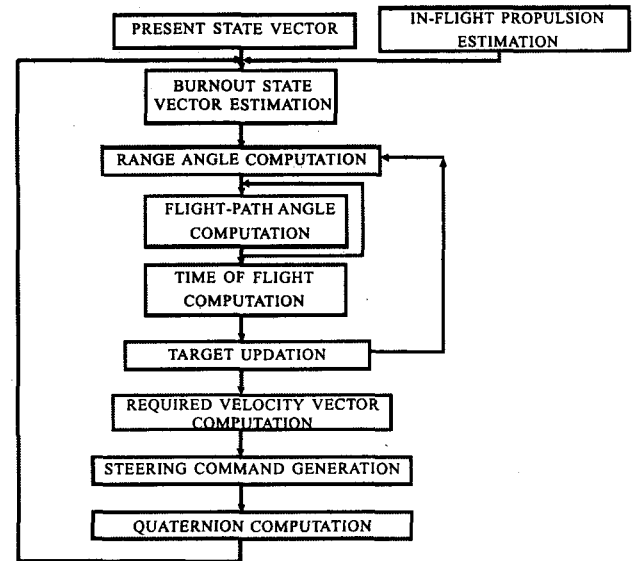 PRESENT STATE VECTOR
IN-FLIGHT PROPULSION
ESTIMATION
BURNOUT STATE
VECTOR ESTIMATION
RANGE ANGLE COMPUTATION
FLIGHT-PATH ANGLE
COMPUTATION
TIME OF FLIGHT
COMPUTATION
TARGET UPDATION
REQUIRED VELOCITY VECTOR
COMPUTATION
STEERING COMMAND GENERATION
QUATERNION COMPUTATION